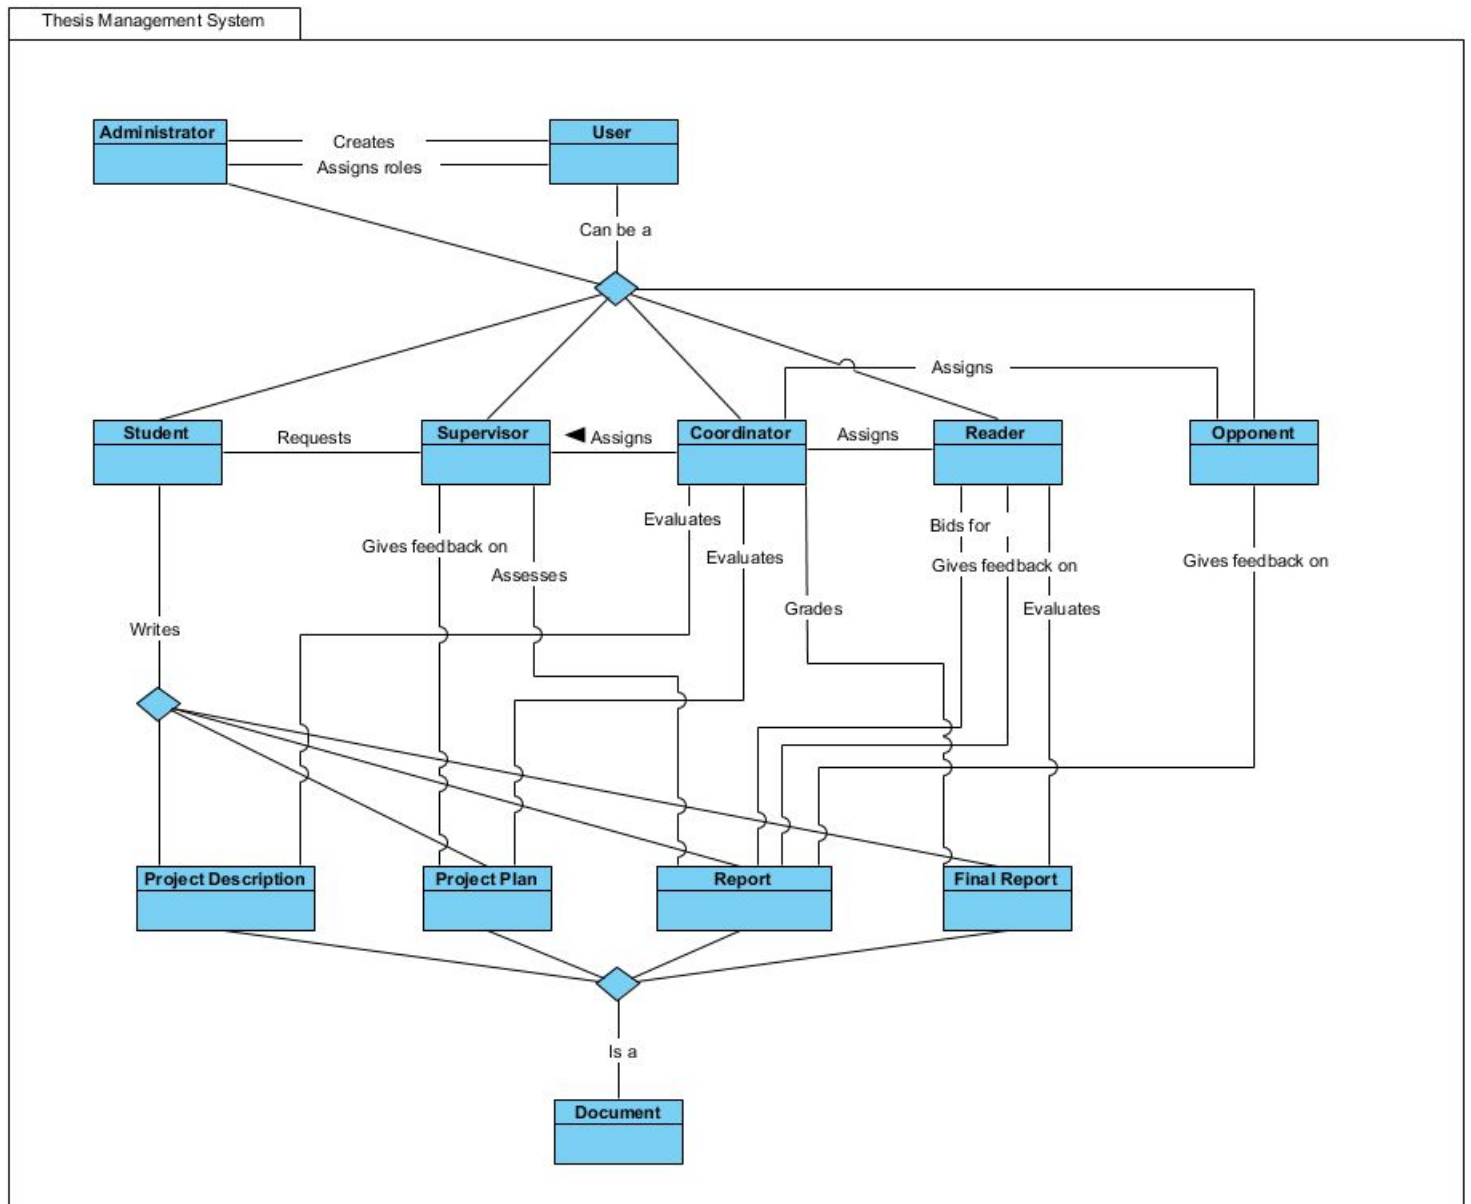 Thesis Management System
Administrator
Creates
User
Assigns roles
Can be a
Assigns
Student
Requests
Supervisor
Assigns
Coordinator
Assigns
Reader
Opponent
Evaluates
Bids for
Gives feedback on
Evaluates
Gives feedback on
Gives feedback on
Assesses
Grades
Evaluates
Writes
Project Description
Project Plan
Report
Final Report
Is a
Document